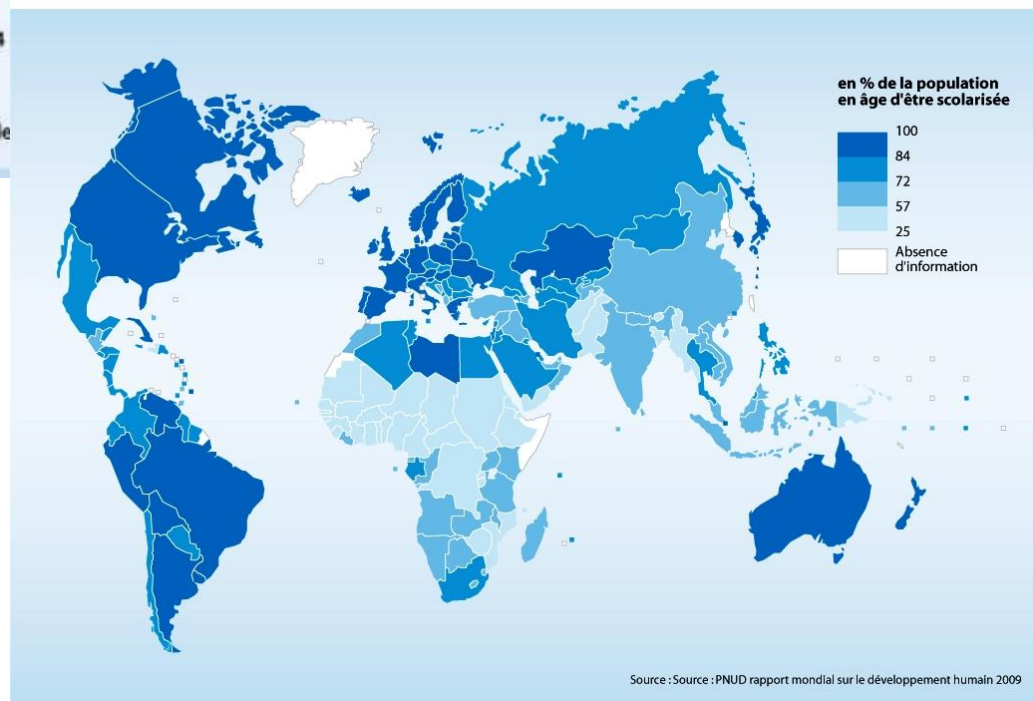 en % de la population
en âge d'être scolarisée
100
84
72
57
25
Absence
d'information
Source : Source : PNUD rapport mondial sur le développement humain 2009